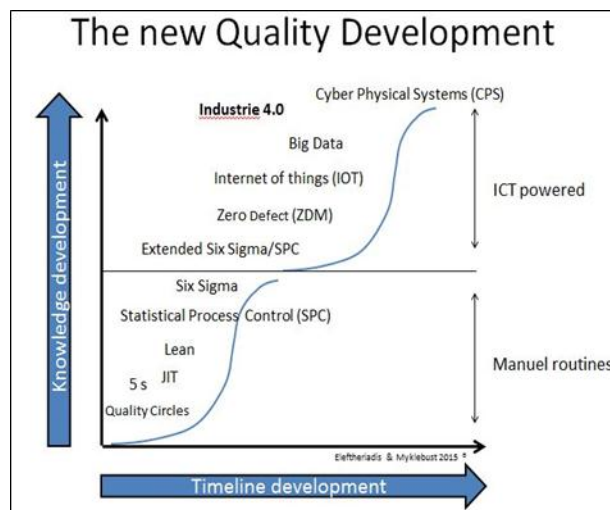 The new Quality Development
Cyber Physical Systems (CPS)
Industrie 4.0
Big Data
Internet of things (IOT)
ICT powered
Zero Defect (ZDM)
Extended Six Sigma/SPC
Six Sigma
Statistical Process Control (SPC)
Lean
Manuel routines
JIT
5 s
Quality Circles
Eleftheriadis & Myklebust 2015 ®
Knowledge development
Timeline development